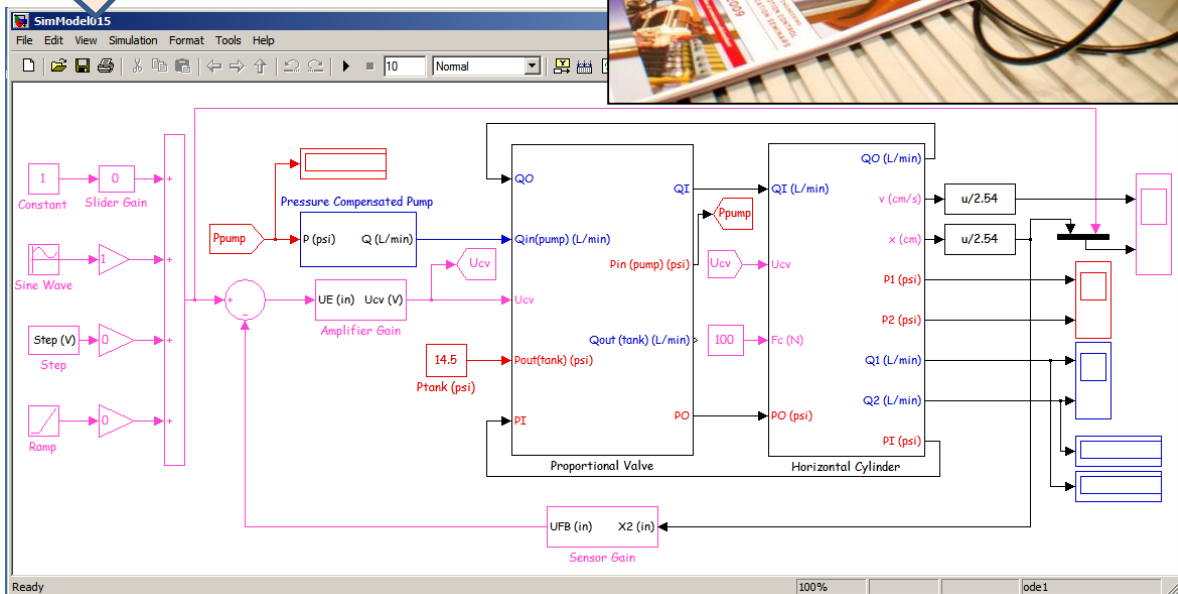 SimModel015
File Edit View Simulation Format Tools Help
10
Normal
2009
MOTION CONTROL
QO (L/min)
QO
QI
QI (L/min)
v (cm/s)
u/2.54
1
0
Constant
Slider Gain
Pressure Compensated Pump
Ppump
P (psi)
Q (L/min)
Qin(pump) (L/min)
Ppump
x (cm)
u/2.54
1
Sine Wave
Ucv
Pin (pump) (psi)
Ucv
Ucv
P1 (psi)
UE (in)
Ucv (V)
Ucv
Amplifier Gain
P2 (psi)
Step (V)
0
Step
Qout (tank) (L/min)
100
Fc (N)
14.5
Pout(tank) (psi)
Ptank (psi)
Q1 (L/min)
Q2 (L/min)
0
Ramp
PI
PO
PO (psi)
PI (psi)
Proportional Valve
Horizontal Cylinder
UFB (in)
X2 (in)
Sensor Gain
Ready
100%
ode1